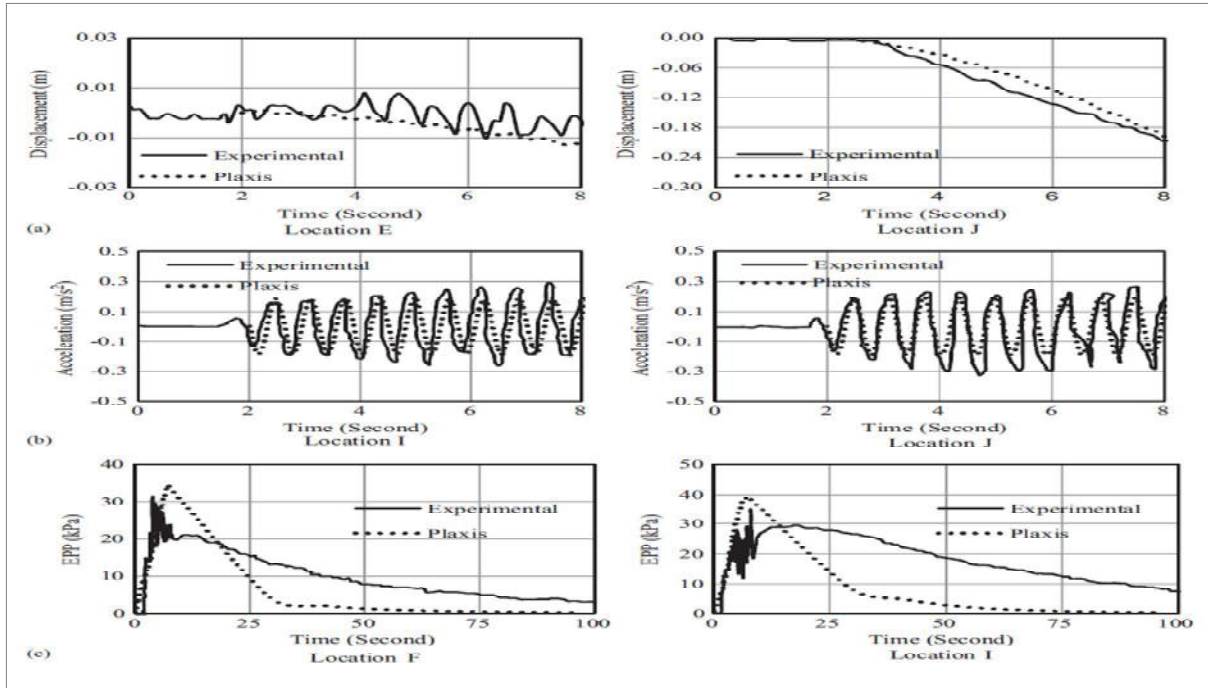 0.03 0.01 -0.01 -0.03
Displacement (m)
Experimental
Plaxis
0 2 4 6 8
Time (Second)
(a)
Location E
0.00 -0.06 -0.12 -0.18 -0.24 -0.30
Displacement (m)
Experimental
Plaxis
0 2 4 6 8
Time (Second)
Location J
0.5 0.3 0.1 -0.1 -0.3 -0.5
Acceleration (m/s²)
Experimental
Plaxis
0 2 4 6 8
Time (Second)
(b)
Location I
0.5 0.3 0.1 -0.1 -0.3 -0.5
Acceleration (m/s²)
Experimental
Plaxis
0 2 4 6 8
Time (Second)
Location J
40 30 20 10 0
EPP (kPa)
Experimental
Plaxis
0 25 50 75 100
Time (Second)
(c)
Location F
50 40 30 20 10 0
EPP (kPa)
Experimental
Plaxis
0 25 50 75 100
Time (Second)
Location I